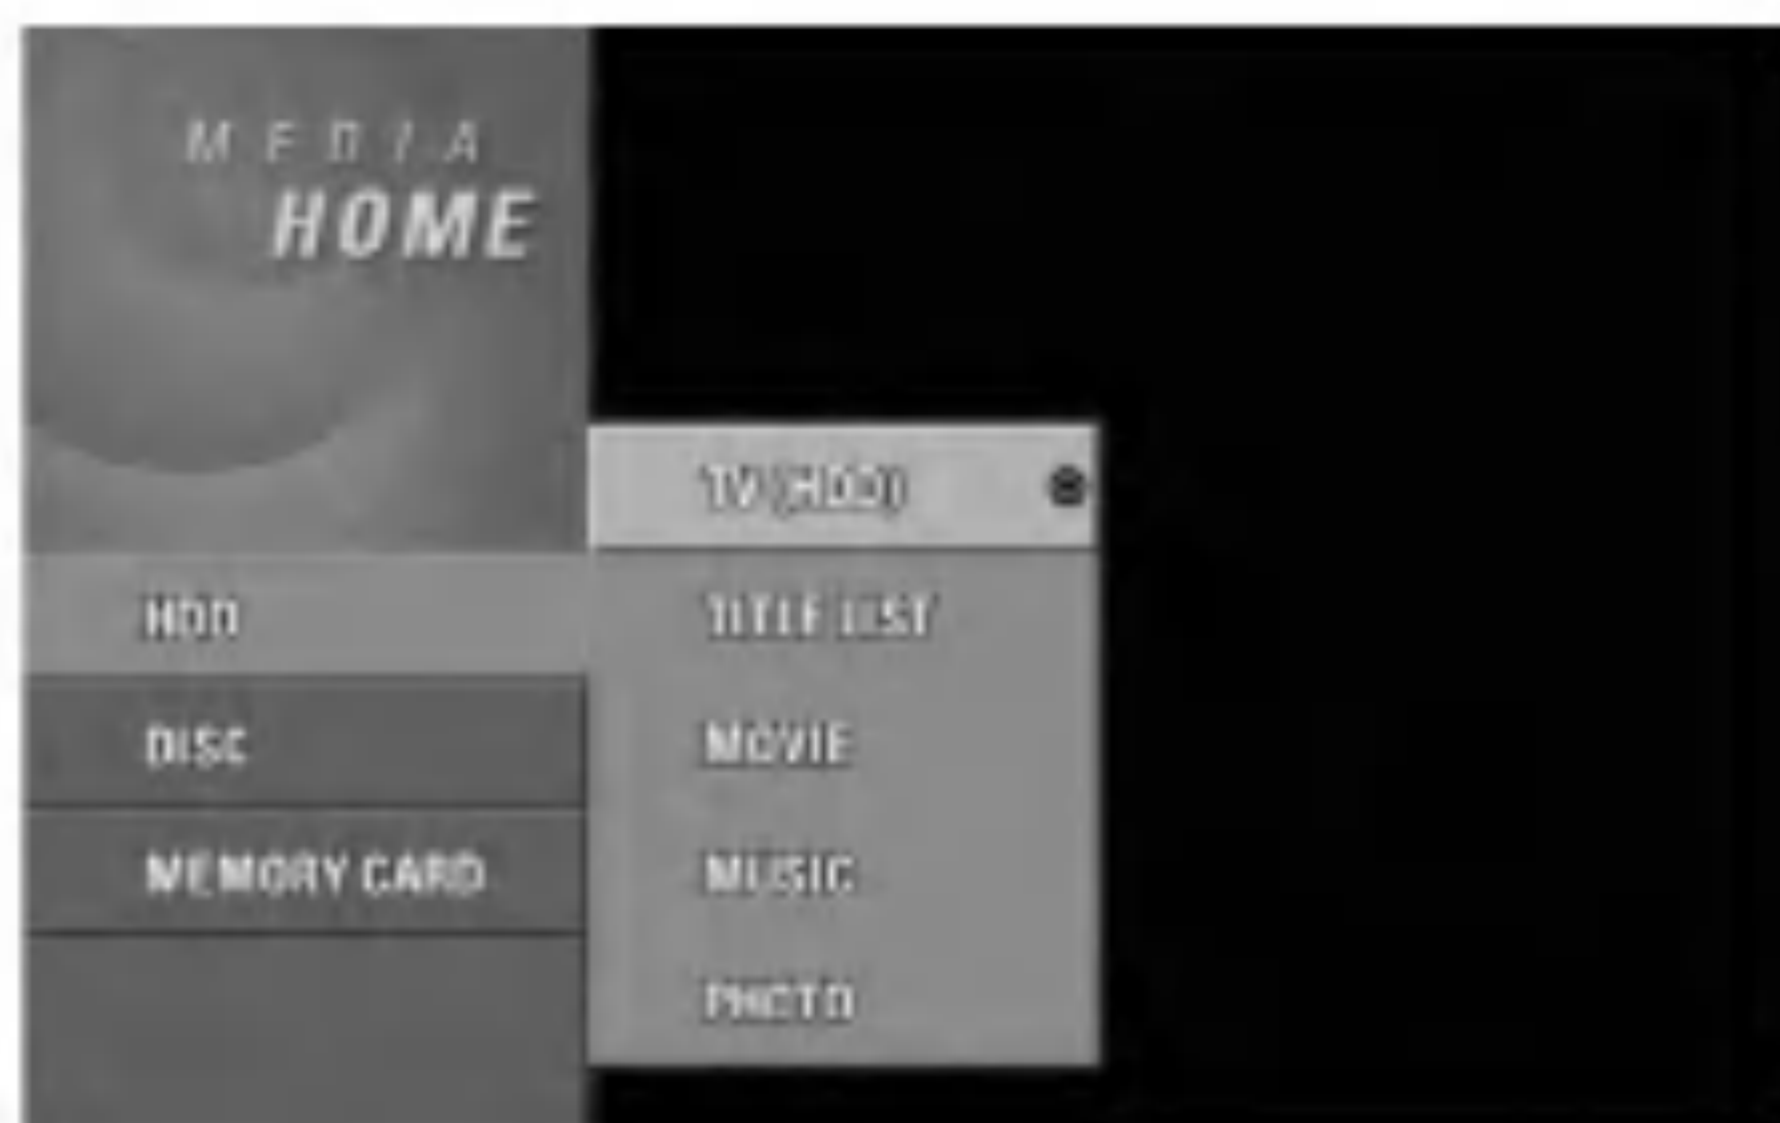 MEDIA
HOME
HDD
DISC
MEMORY CARD
TV (HDD)
TITLE LIST
MOVIE
MUSIC
PHOTO